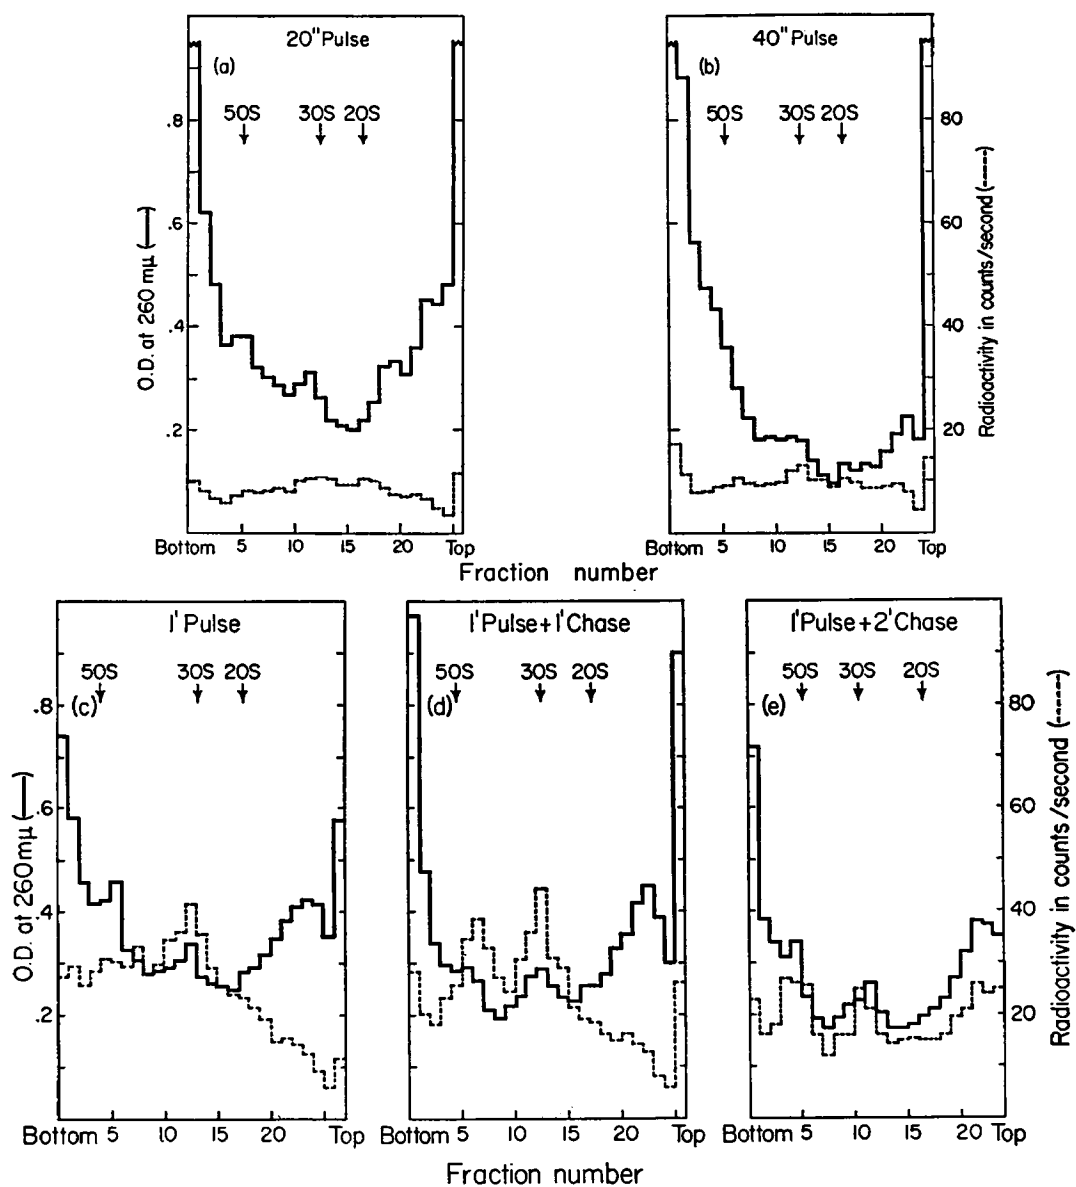 20" Pulse
(a)
50S 30S 20S
.8
.6
.4
.2
O.D. at 260 mμ (—)
Bottom 5 10 15 20 Top
40" Pulse
(b)
50S 30S 20S
80
60
40
20
Radioactivity in counts/second (-----)
Bottom 5 10 15 20 Top
Fraction number
1' Pulse
50S 30S 20S
(c)
.8
.6
.4
.2
O.D. at 260mμ (—)
Bottom 5 10 20 Top
1' Pulse+1' Chase
50S 30S 20S
(d)
Bottom 5 10 20 Top
1' Pulse+2' Chase
50S 30S 20S
(e)
80
60
40
20
Radioactivity in counts/second (-----)
Bottom 5 10 15 20 Top
Fraction number